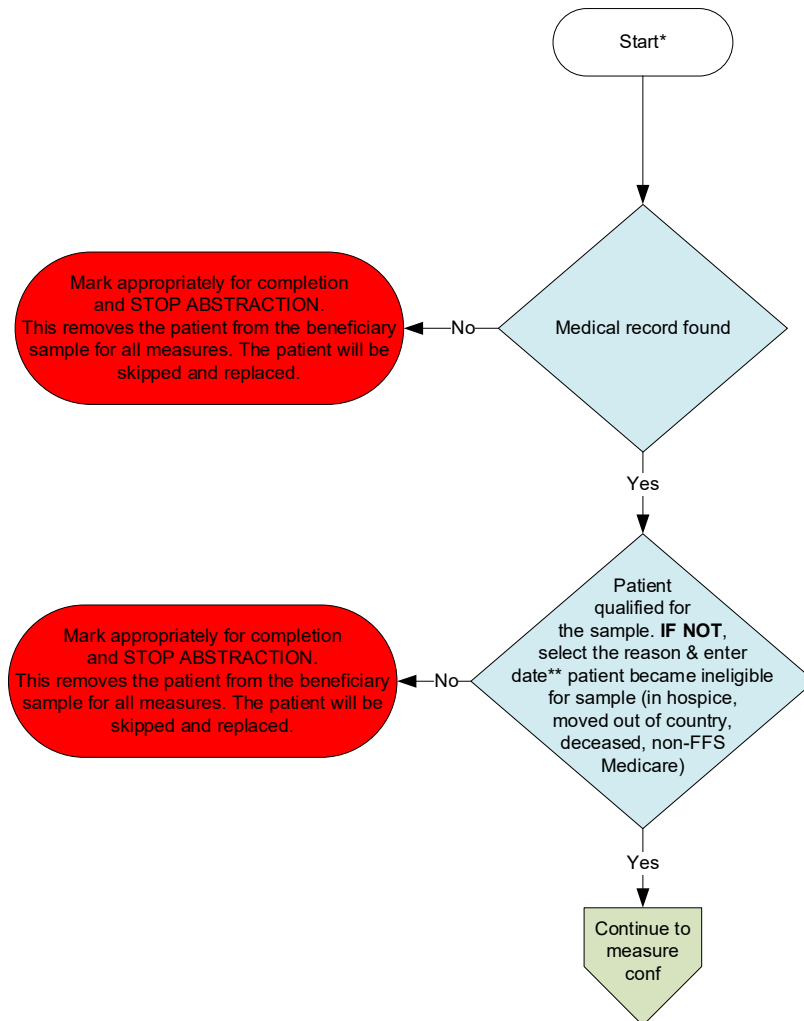 Start*
Mark appropriately for completion
and STOP ABSTRACTION.
This removes the patient from the beneficiary
sample for all measures. The patient will be
skipped and replaced.
No
Medical record found
Yes
Patient
qualified for
the sample. IF NOT,
select the reason & enter
date** patient became ineligible
for sample (in hospice,
moved out of country,
deceased, non-FFS
Medicare)
No
Mark appropriately for completion
and STOP ABSTRACTION.
This removes the patient from the beneficiary
sample for all measures. The patient will be
skipped and replaced.
Yes
Continue to
measure
conf